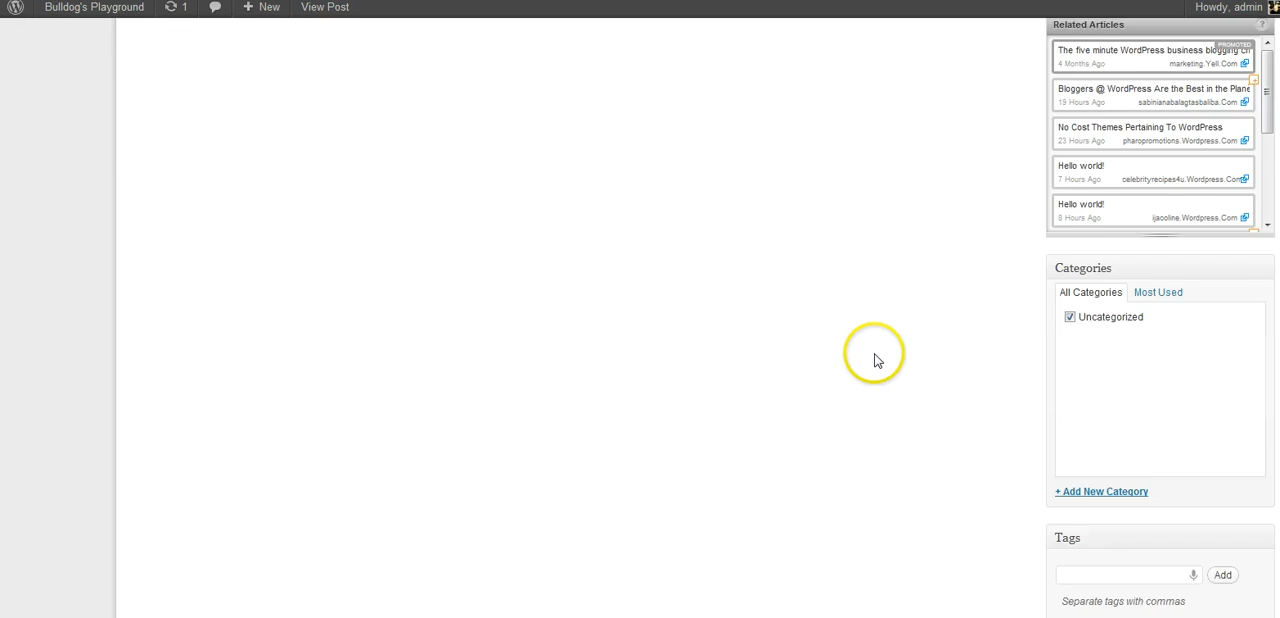 Bulldog's Playground 1 + New View Post Howdy, admin
Related Articles ?
PROMOTED
The five minute WordPress business blogging
4 Months Ago marketing.Yell.Com
Bloggers @ WordPress Are the Best in the Plane
19 Hours Ago sabinianabalagtasbaliba.Com
No Cost Themes Pertaining To WordPress
23 Hours Ago pharopromotions.Wordpress.Com
Hello world!
7 Hours Ago celebrityrecipes4u.Wordpress.Com
Hello world!
8 Hours Ago ijacoline.Wordpress.Com
Categories
All Categories Most Used
Uncategorized
+ Add New Category
Tags
Add
Separate tags with commas